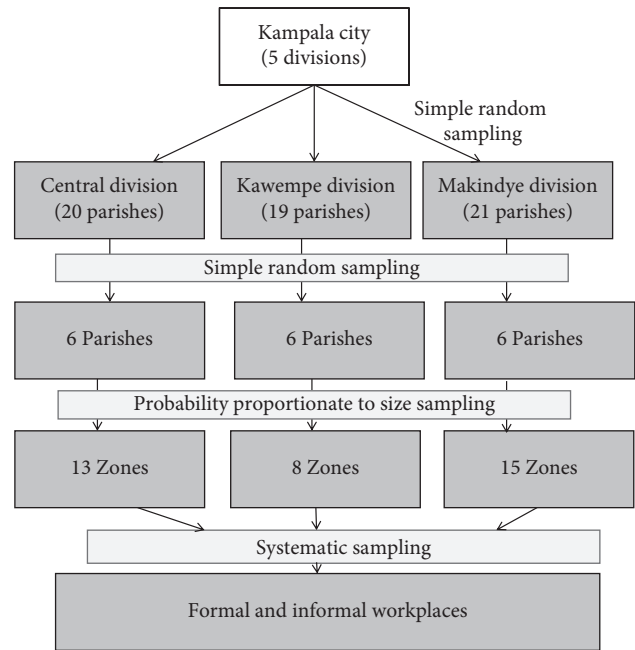 Kampala city
(5 divisions)
Simple random
sampling
Central division
(20 parishes)
Kawempe division
(19 parishes)
Makindye division
(21 parishes)
Simple random sampling
6 Parishes
6 Parishes
6 Parishes
Probability proportionate to size sampling
13 Zones
8 Zones
15 Zones
Systematic sampling
Formal and informal workplaces